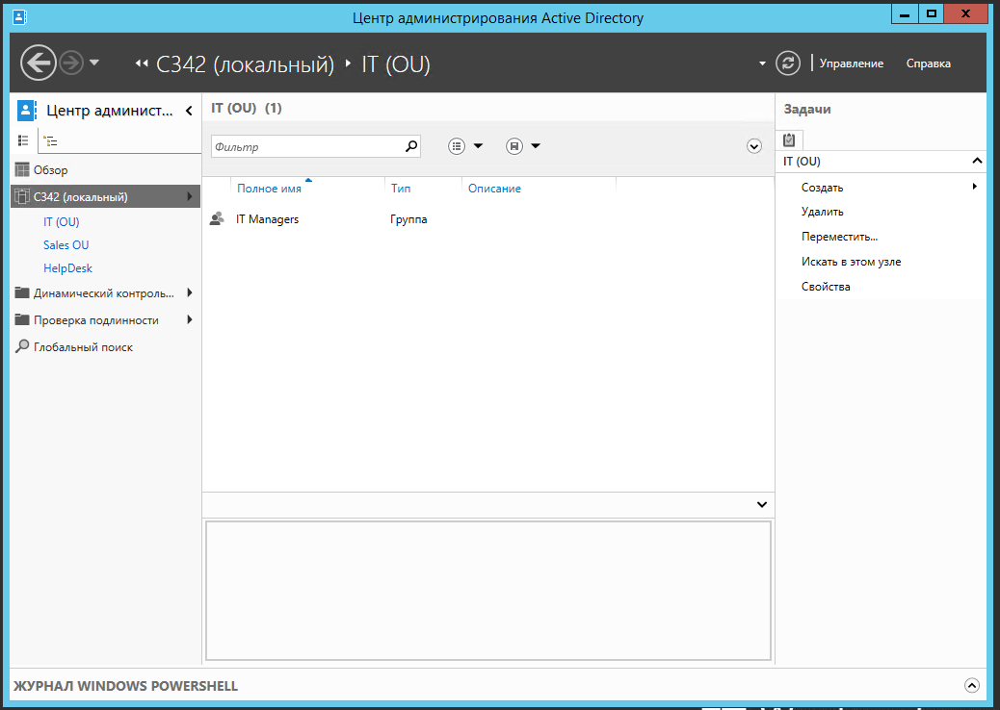 Центр администрирования Active Directory
C342 (локальный) IT (OU)
Управление Справка
Центр админист...
Обзор
C342 (локальный)
IT (OU)
Sales OU
HelpDesk
Динамический контроль...
Проверка подлинности
Глобальный поиск
IT (OU) (1)
Фильтр
Полное имя Тип Описание
IT Managers Группа
Задачи
IT (OU)
Создать
Удалить
Переместить...
Искать в этом узле
Свойства
ЖУРНАЛ WINDOWS POWERSHELL